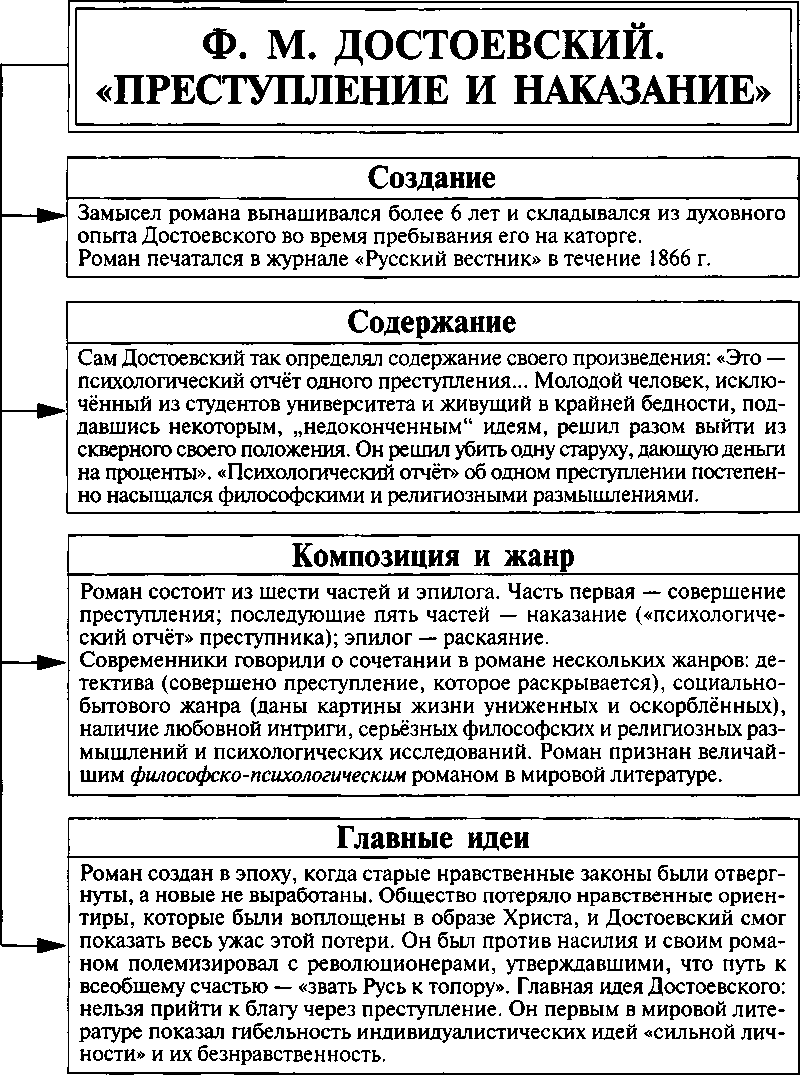 Ф. М. ДОСТОЕВСКИЙ.
«ПРЕСТУПЛЕНИЕ И НАКАЗАНИЕ»
Создание
Замысел романа вынашивался более 6 лет и складывался из духовного
опыта Достоевского во время пребывания его на каторге.
Роман печатался в журнале «Русский вестник» в течение 1866 г.
Содержание
Сам Достоевский так определял содержание своего произведения: «Это —
психологический отчёт одного преступления... Молодой человек, исклю-
чённый из студентов университета и живущий в крайней бедности, под-
давшись некоторым, „недоконченным“ идеям, решил разом выйти из
скверного своего положения. Он решил убить одну старуху, дающую деньги
на проценты». «Психологический отчёт» об одном преступлении постепен-
но насыщался философскими и религиозными размышлениями.
Композиция и жанр
Роман состоит из шести частей и эпилога. Часть первая — совершение
преступления; последующие пять частей — наказание («психологиче-
ский отчёт» преступника); эпилог — раскаяние.
Современники говорили о сочетании в романе нескольких жанров: де-
тектива (совершено преступление, которое раскрывается), социально-
бытового жанра (даны картины жизни униженных и оскорблённых),
наличие любовной интриги, серьёзных философских и религиозных раз-
мышлений и психологических исследований. Роман признан величай-
шим философско-психологическим романом в мировой литературе.
Главные идеи
Роман создан в эпоху, когда старые нравственные законы были отверг-
нуты, а новые не выработаны. Общество потеряло нравственные ориен-
тиры, которые были воплощены в образе Христа, и Достоевский смог
показать весь ужас этой потери. Он был против насилия и своим рома-
ном полемизировал с революционерами, утверждавшими, что путь к
всеобщему счастью — «звать Русь к топору». Главная идея Достоевского:
нельзя прийти к благу через преступление. Он первым в мировой лите-
ратуре показал гибельность индивидуалистических идей «сильной лич-
ности» и их безнравственность.